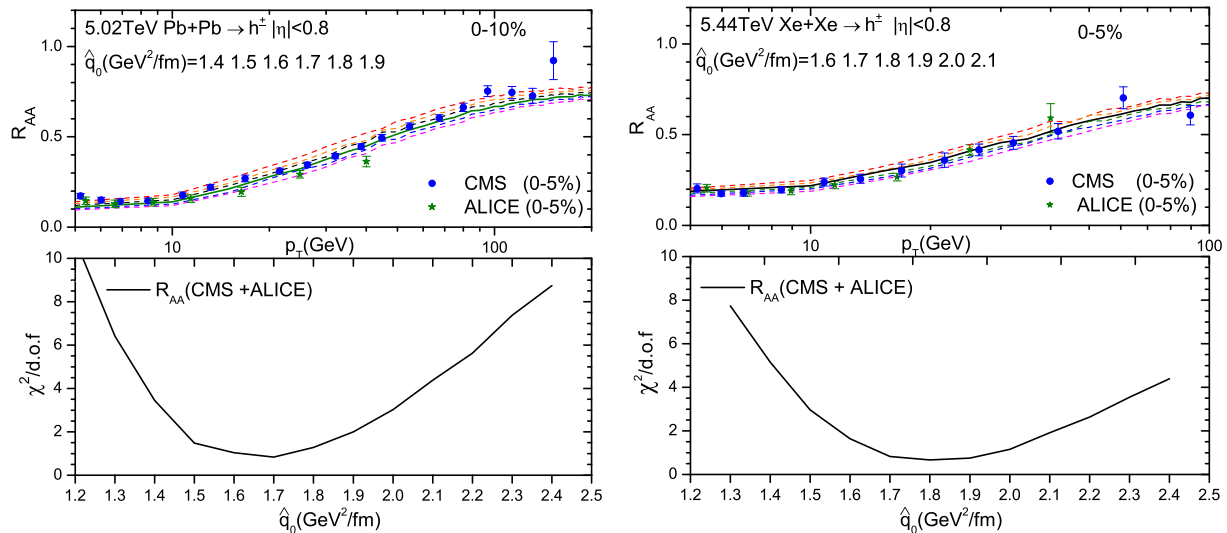 5.02TeV Pb+Pb → h± |η|<0.8
0-10%
q̂0(GeV2/fm)=1.4 1.5 1.6 1.7 1.8 1.9
RAA
1.0
0.5
0.0
CMS (0-5%)
ALICE (0-5%)
10 100
pT(GeV)
RAA(CMS +ALICE)
χ2/d.o.f
10
8
6
4
2
0
1.2 1.3 1.4 1.5 1.6 1.7 1.8 1.9 2.0 2.1 2.2 2.3 2.4 2.5
q̂0(GeV2/fm)
5.44TeV Xe+Xe → h± |η|<0.8
0-5%
q̂0(GeV2/fm)=1.6 1.7 1.8 1.9 2.0 2.1
RAA
1.0
0.5
0.0
CMS (0-5%)
ALICE (0-5%)
10 100
pT(GeV)
RAA(CMS + ALICE)
χ2/d.o.f
10
8
6
4
2
0
1.2 1.3 1.4 1.5 1.6 1.7 1.8 1.9 2.0 2.1 2.2 2.3 2.4 2.5
q̂0(GeV2/fm)